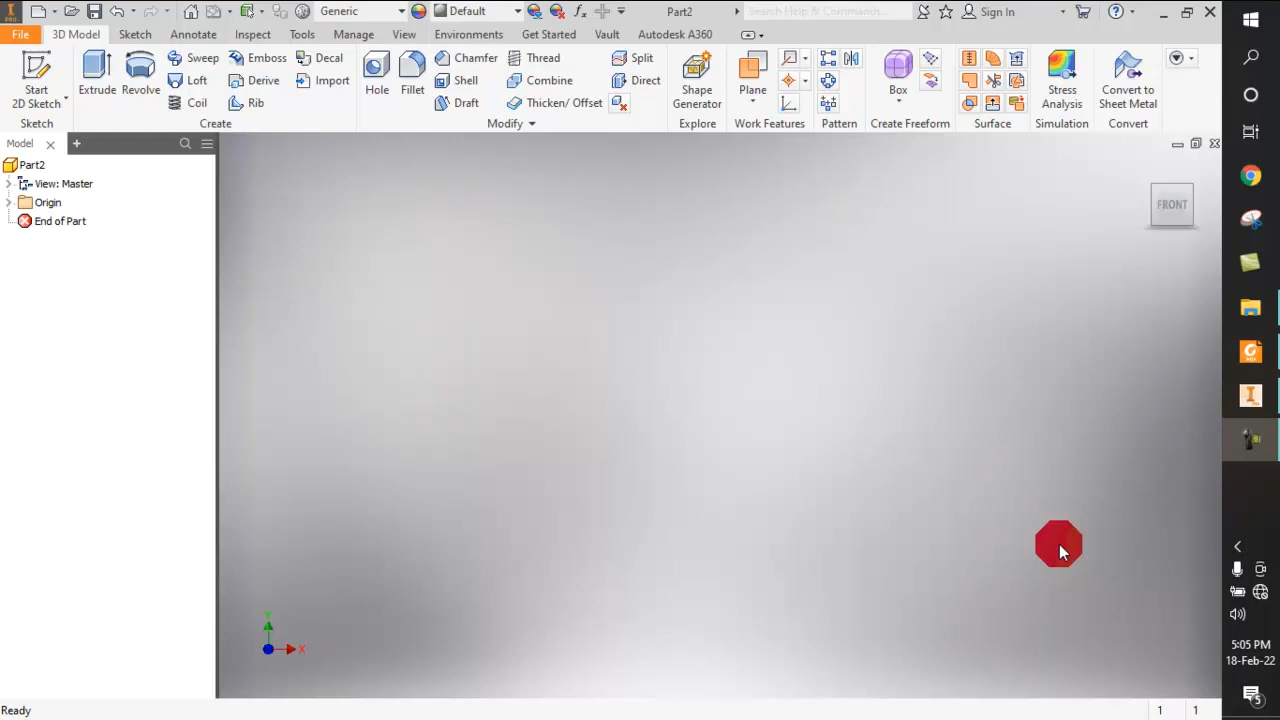 Generic Default Part2 Search Help & Commands... Sign In
File 3D Model Sketch Annotate Inspect Tools Manage View Environments Get Started Vault Autodesk A360
Start 2D Sketch
Sketch
Extrude Revolve
Sweep Emboss Decal
Loft Derive Import
Coil Rib
Create
Hole Fillet
Chamfer Thread Split
Shell Combine Direct
Draft Thicken/ Offset
Modify
Shape Generator
Explore
Plane
Work Features
Pattern
Box
Create Freeform
Surface
Stress Analysis
Simulation
Convert to Sheet Metal
Convert
Model
Part2
View: Master
Origin
End of Part
FRONT
Y
X
Ready
1 1
5:05 PM
18-Feb-22
5